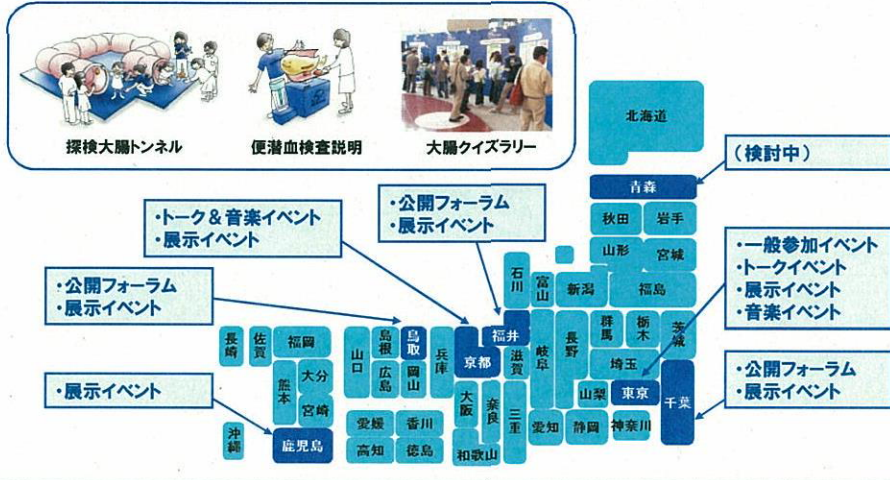 探検大腸トンネル
便潜血検査説明
大腸クイズラリー
北海道
(検討中)
青森
・公開フォーラム
・展示イベント
・トーク&音楽イベント
・展示イベント
秋田
岩手
山形
宮城
・一般参加イベント
・トークイベント
・展示イベント
・音楽イベント
石川
富山
新潟
福島
・公開フォーラム
・展示イベント
長崎
佐賀
福岡
山口
島根
鳥取
兵庫
京都
福井
滋賀
岐阜
長野
群馬
栃木
茨城
埼玉
・公開フォーラム
・展示イベント
・展示イベント
熊本
大分
宮崎
広島
岡山
大阪
奈良
三重
山梨
東京
千葉
沖縄
鹿児島
愛媛
香川
高知
徳島
和歌山
愛知
静岡
神奈川